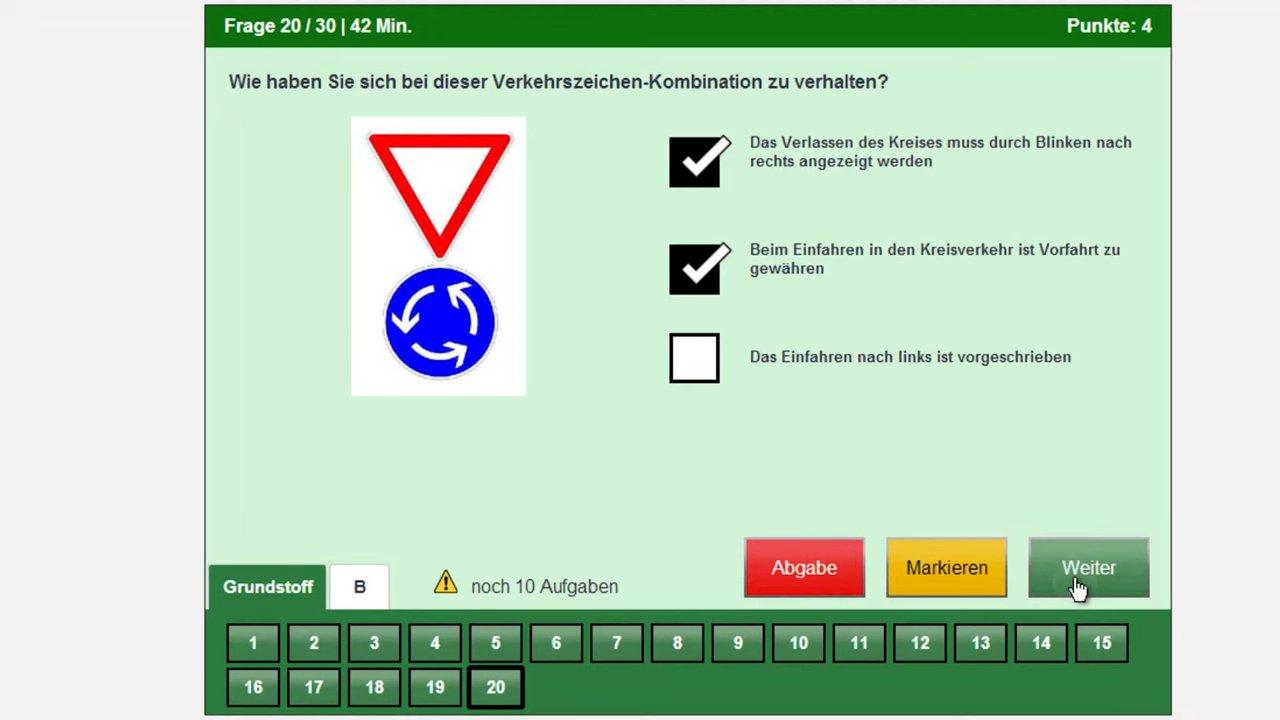 Frage 20 / 30 | 42 Min.
Punkte: 4
Wie haben Sie sich bei dieser Verkehrszeichen-Kombination zu verhalten?
Das Verlassen des Kreises muss durch Blinken nach
rechts angezeigt werden
Beim Einfahren in den Kreisverkehr ist Vorfahrt zu
gewähren
Das Einfahren nach links ist vorgeschrieben
Abgabe
Markieren
Weiter
Grundstoff
B
noch 10 Aufgaben
1 2 3 4 5 6 7 8 9 10 11 12 13 14 15
16 17 18 19 20